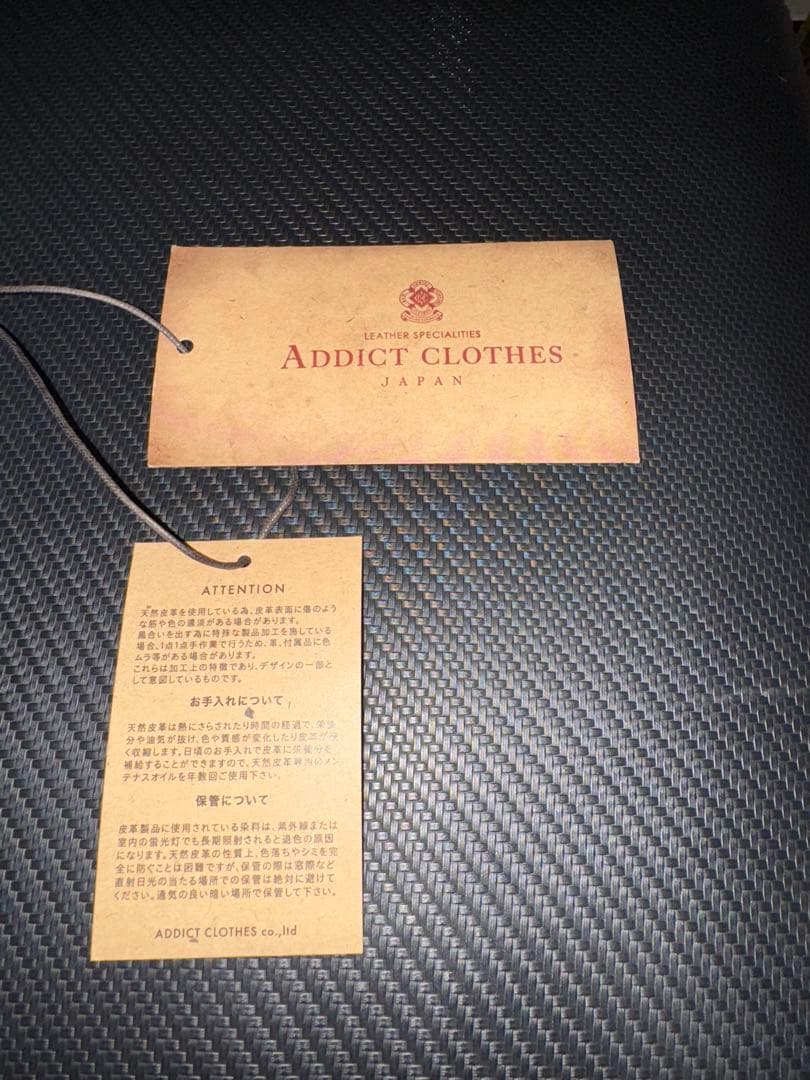 LEATHER SPECIALITIES
ADDICT CLOTHES
JAPAN
ATTENTION
天然皮革を使用している為、皮革表面に傷のよう
な筋や色の濃淡がある場合があります。
風合いを出す為に特殊な製品加工を施している
場合、1点1点手作業で行うため、革、付属品に色
ムラ等がある場合があります。
これらは加工上の特徴であり、デザインの一部と
して意図しているものです。
お手入れについて
天然皮革は熱にさらされたり時間の経過で、栄養
分や油気が抜け、色や質感が変化したり皮革が硬
く収縮します。日頃のお手入れで皮革に栄養分を
補給することができますので、天然皮革専用のメン
テナスオイルを年数回ご使用下さい。
保管について
皮革製品に使用されている染料は、紫外線または
室内の蛍光灯でも長期照射されると退色の原因
になります。天然皮革の性質上、色落ちやシミを完
全に防ぐことは困難ですが、保管の際は窓際など
直射日光の当たる場所での保管は絶対に避けて
ください。通気の良い暗い場所で保管して下さい。
ADDICT CLOTHES co.,ltd